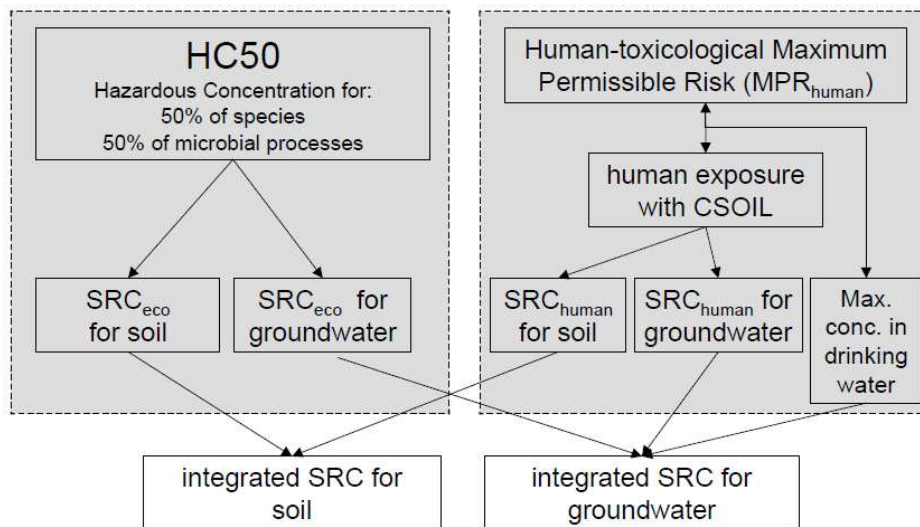 HC50
Hazardous Concentration for:
50% of species
50% of microbial processes
Human-toxicological Maximum
Permissible Risk (MPRhuman)
human exposure
with CSOIL
SRCeco
for soil
SRCeco for
groundwater
SRChuman
for soil
SRChuman for
groundwater
Max.
conc. in
drinking
water
integrated SRC for
soil
integrated SRC for
groundwater